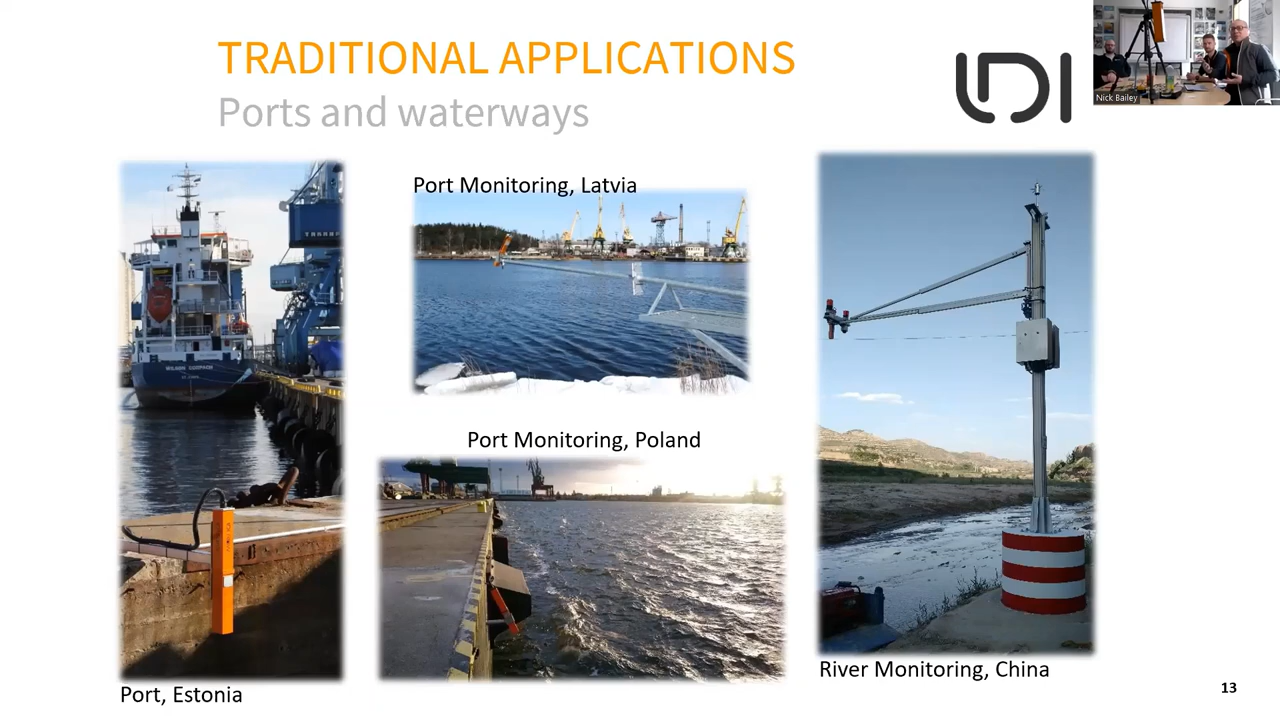 TRADITIONAL APPLICATIONS
Ports and waterways
LDI
Nick Bailey
Port Monitoring, Latvia
Port Monitoring, Poland
Port, Estonia
River Monitoring, China
13